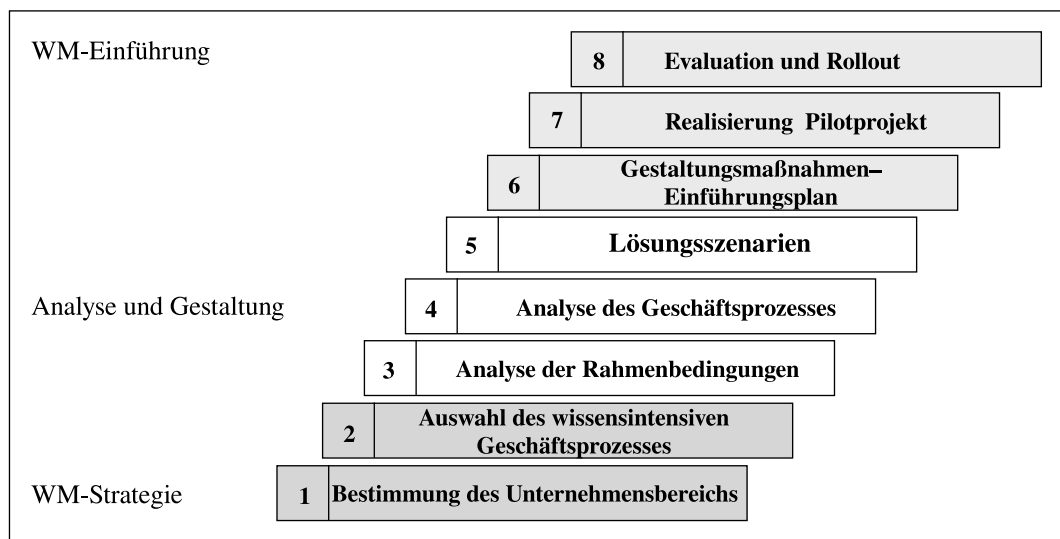 WM-Einführung
8 Evaluation und Rollout
7 Realisierung Pilotprojekt
6 Gestaltungsmaßnahmen–
Einführungsplan
5 Lösungsszenarien
Analyse und Gestaltung
4 Analyse des Geschäftsprozesses
3 Analyse der Rahmenbedingungen
2 Auswahl des wissensintensiven
Geschäftsprozesses
WM-Strategie
1 Bestimmung des Unternehmensbereichs